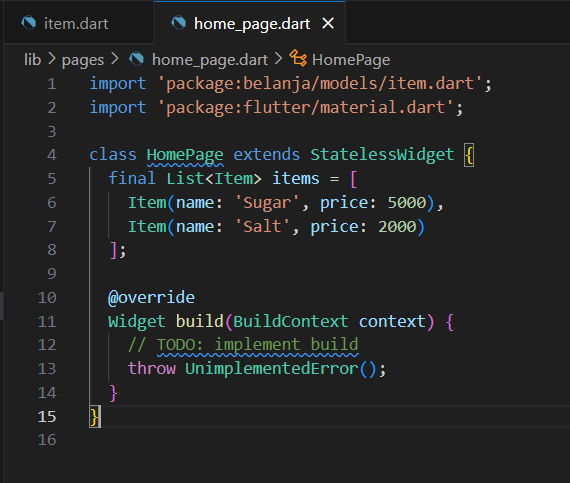 item.dart home_page.dart
lib > pages > home_page.dart > HomePage
1 import 'package:belanja/models/item.dart';
2 import 'package:flutter/material.dart';
3
4 class HomePage extends StatelessWidget {
5   final List<Item> items = [
6     Item(name: 'Sugar', price: 5000),
7     Item(name: 'Salt', price: 2000)
8   ];
9
10   @override
11   Widget build(BuildContext context) {
12     // TODO: implement build
13     throw UnimplementedError();
14   }
15 }
16